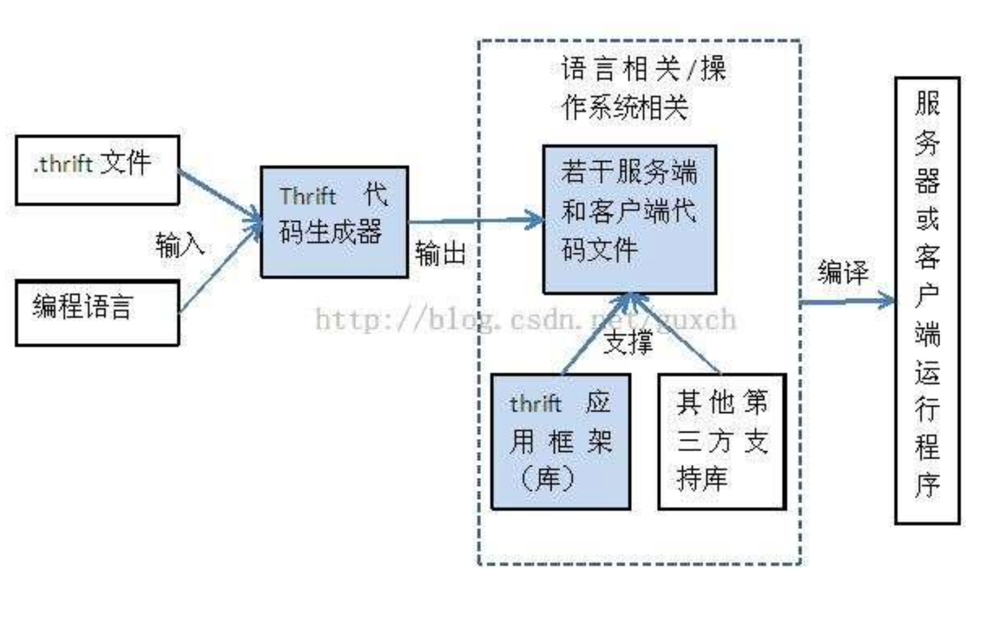 语言相关/操
作系统相关
.thrift 文件
输入
编程语言
Thrift 代
码生成器
输出
若干服务端
和客户端代
码文件
支撑
thrift 应
用框架
（库）
其他第
三方支
持库
编译
服
务
器
或
客
户
端
运
行
程
序
http://blog.csdn.net/guxch